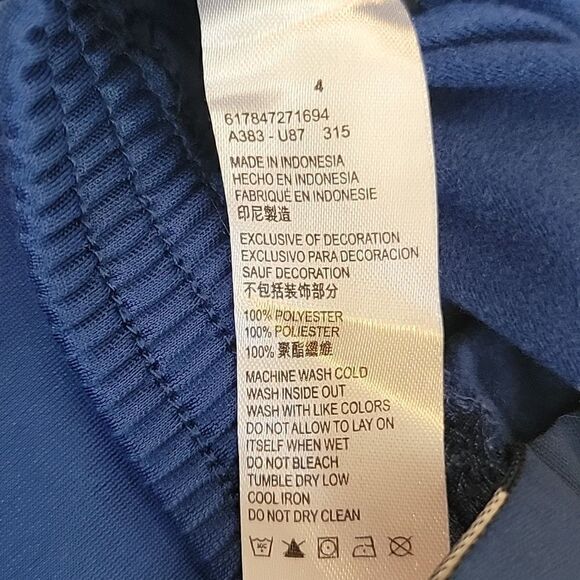 4
617847271694
A383 - U87 315
MADE IN INDONESIA
HECHO EN INDONESIA
FABRIQUÉ EN INDONESIE
印尼製造
EXCLUSIVE OF DECORATION
EXCLUSIVO PARA DECORACION
SAUF DECORATION
不包括装饰部分
100% POLYESTER
100% POLIESTER
100% 聚酯纖維
MACHINE WASH COLD
WASH INSIDE OUT
WASH WITH LIKE COLORS
DO NOT ALLOW TO LAY ON
ITSELF WHEN WET
DO NOT BLEACH
TUMBLE DRY LOW
COOL IRON
DO NOT DRY CLEAN